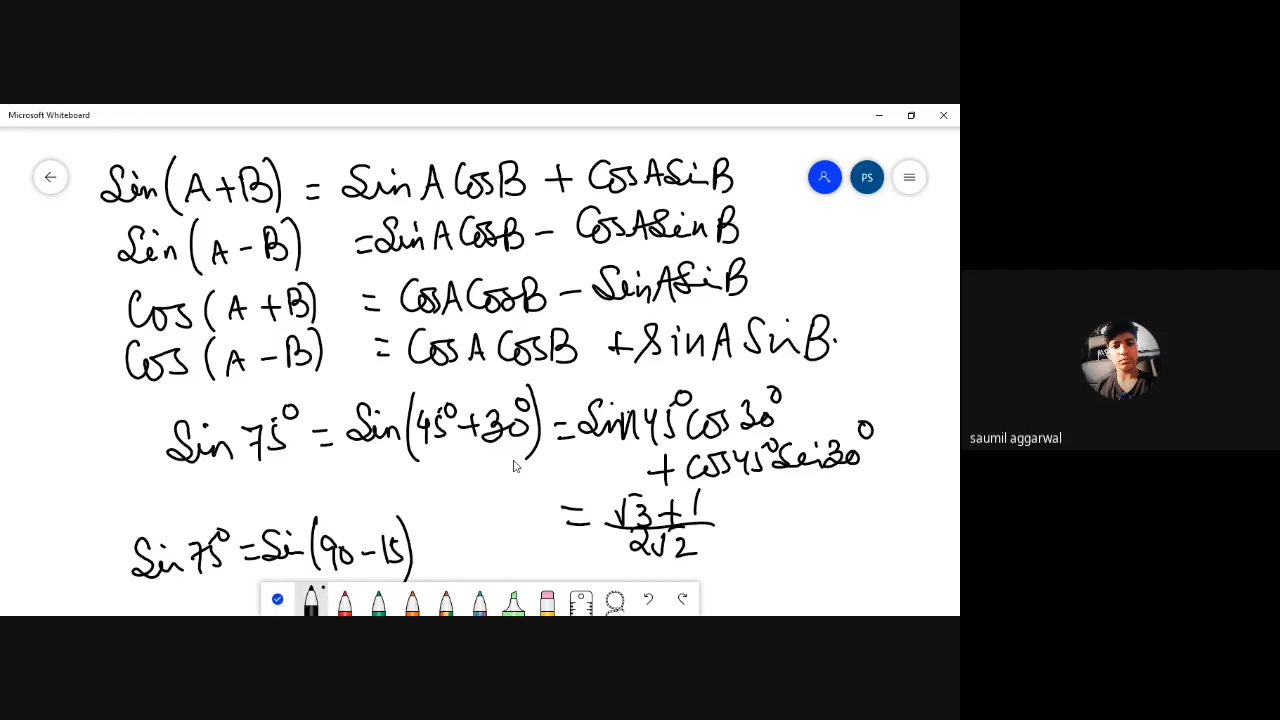 Microsoft Whiteboard
PS
Sin(A+B) = SinACosB + CosASinB
Sin(A-B) = SinACosB - CosASinB
Cos(A+B) = CosACosB - SinASinB
Cos(A-B) = CosACosB + SinASinB.
Sin75° = Sin(45°+30°) = Sin45°Cos30°
+ Cos45°Sin30°
= √3+1
2√2
Sin75° = Sin(90-15)
saumil aggarwal